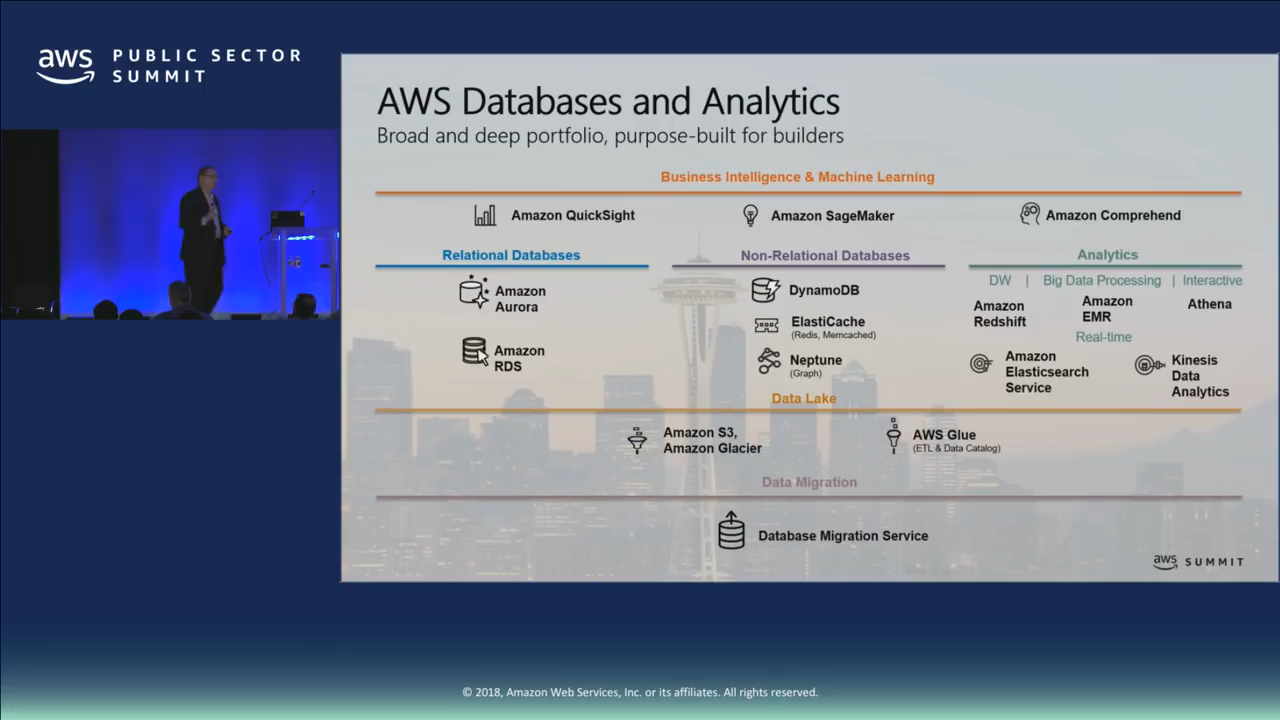 aws PUBLIC SECTOR
SUMMIT
AWS Databases and Analytics
Broad and deep portfolio, purpose-built for builders
Business Intelligence & Machine Learning
Amazon QuickSight
Amazon SageMaker
Amazon Comprehend
Relational Databases
Amazon
Aurora
Amazon
RDS
Non-Relational Databases
DynamoDB
ElastiCache
(Redis, Memcached)
Neptune
(Graph)
Analytics
DW | Big Data Processing | Interactive
Amazon
Redshift
Amazon
EMR
Athena
Real-time
Amazon
Elasticsearch
Service
Kinesis
Data
Analytics
Data Lake
Amazon S3,
Amazon Glacier
AWS Glue
(ETL & Data Catalog)
Data Migration
Database Migration Service
aws SUMMIT
© 2018, Amazon Web Services, Inc. or its affiliates. All rights reserved.